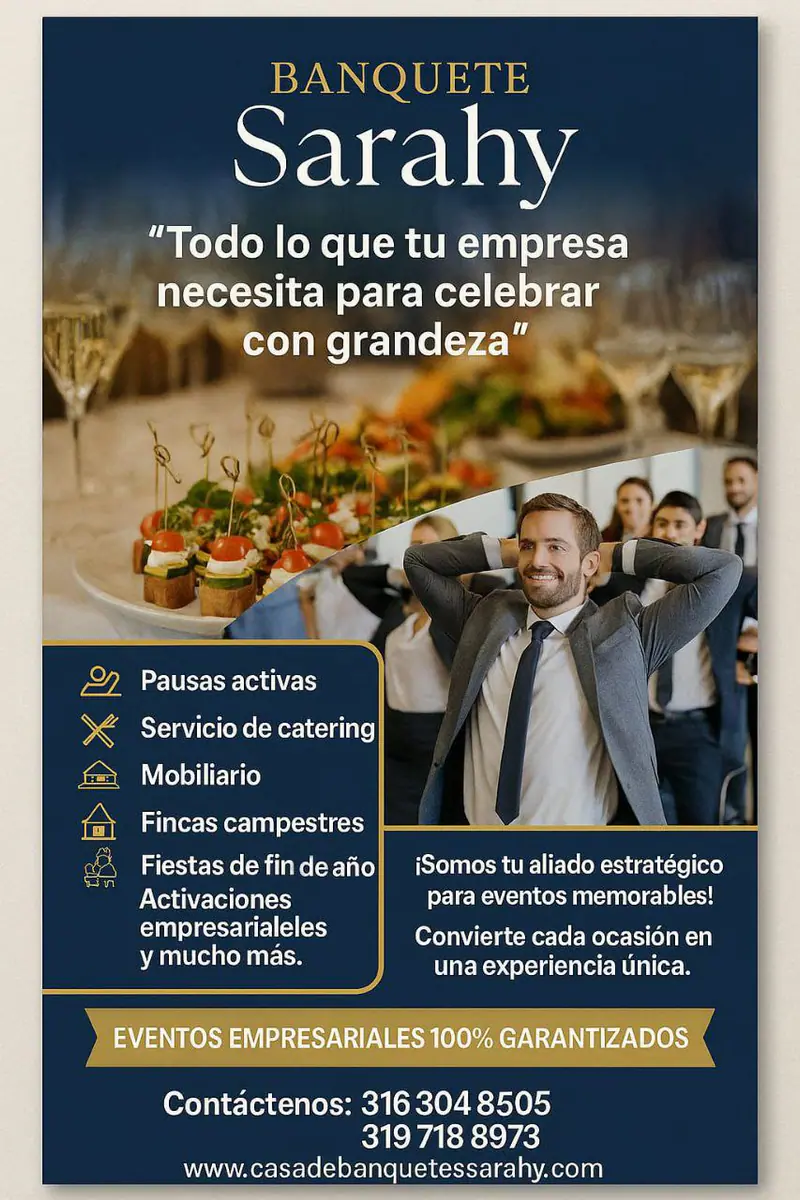 BANQUETE
Sarahy
“Todo lo que tu empresa
necesita para celebrar
con grandeza”
Pausas activas
Servicio de catering
Mobiliario
Fincas campestres
Fiestas de fin de año
Activaciones
empresarialeles
y mucho más.
¡Somos tu aliado estratégico
para eventos memorables!
Convierte cada ocasión en
una experiencia única.
EVENTOS EMPRESARIALES 100% GARANTIZADOS
Contáctenos: 316 304 8505
319 718 8973
www.casadebanquetessarahy.com